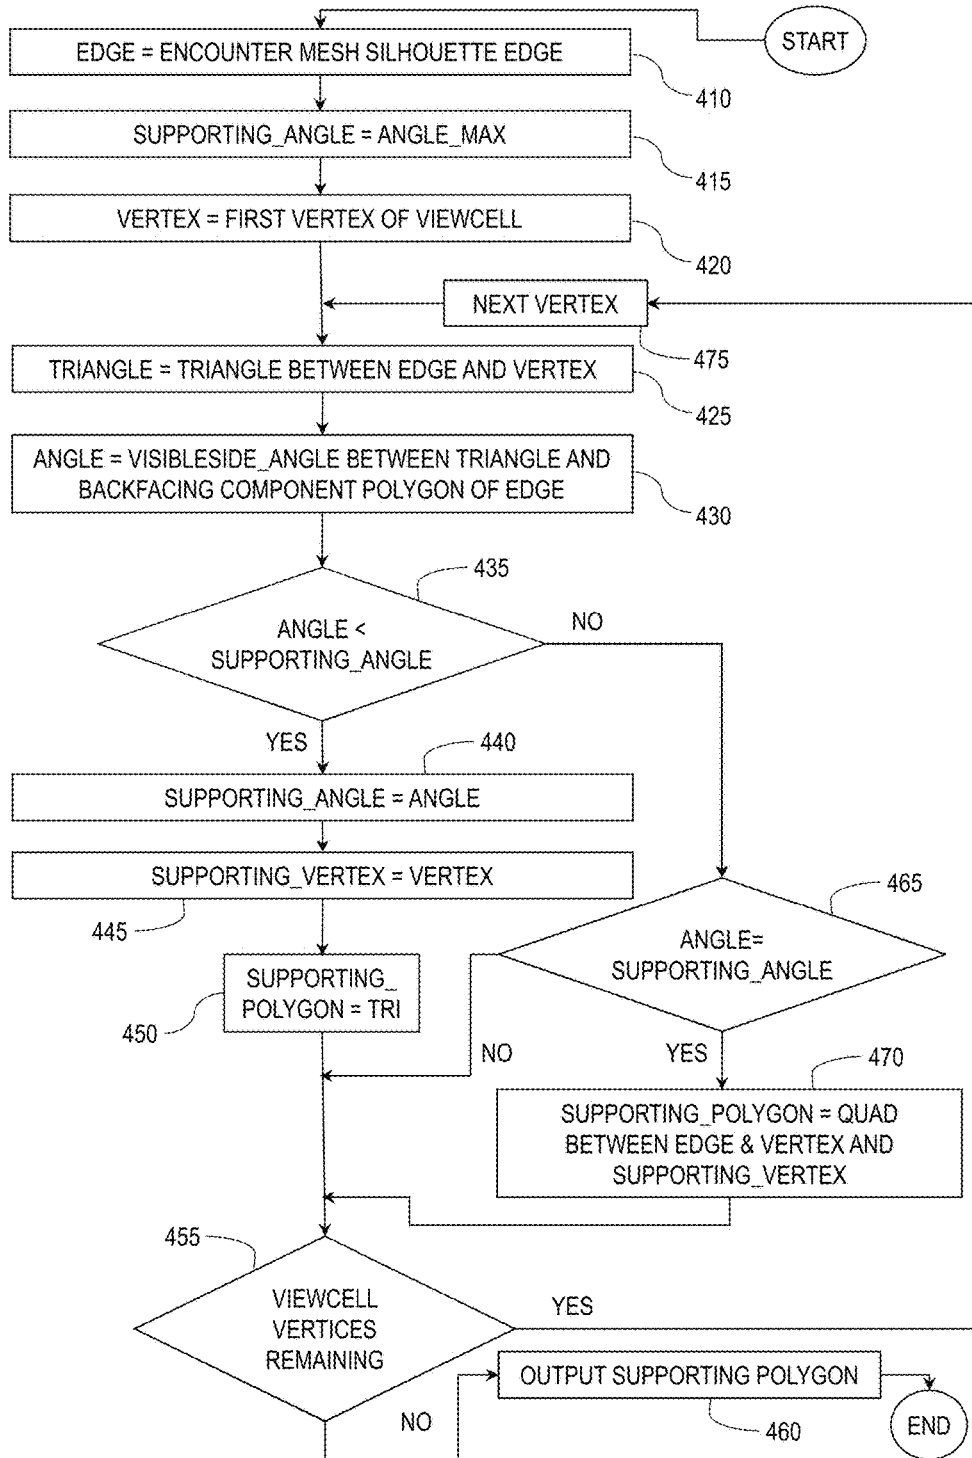 START
EDGE = ENCOUNTER MESH SILHOUETTE EDGE
410
SUPPORTING_ANGLE = ANGLE_MAX
415
VERTEX = FIRST VERTEX OF VIEWCELL
420
NEXT VERTEX
475
TRIANGLE = TRIANGLE BETWEEN EDGE AND VERTEX
425
ANGLE = VISIBLESIDE_ANGLE BETWEEN TRIANGLE AND
BACKFACING COMPONENT POLYGON OF EDGE
430
435
ANGLE <
SUPPORTING_ANGLE
NO
YES
440
SUPPORTING_ANGLE = ANGLE
SUPPORTING_VERTEX = VERTEX
445
465
ANGLE=
SUPPORTING_ANGLE
SUPPORTING_
POLYGON = TRI
450
NO
YES
470
SUPPORTING_POLYGON = QUAD
BETWEEN EDGE & VERTEX AND
SUPPORTING_VERTEX
455
VIEWCELL
VERTICES
REMAINING
YES
NO
OUTPUT SUPPORTING POLYGON
460
END